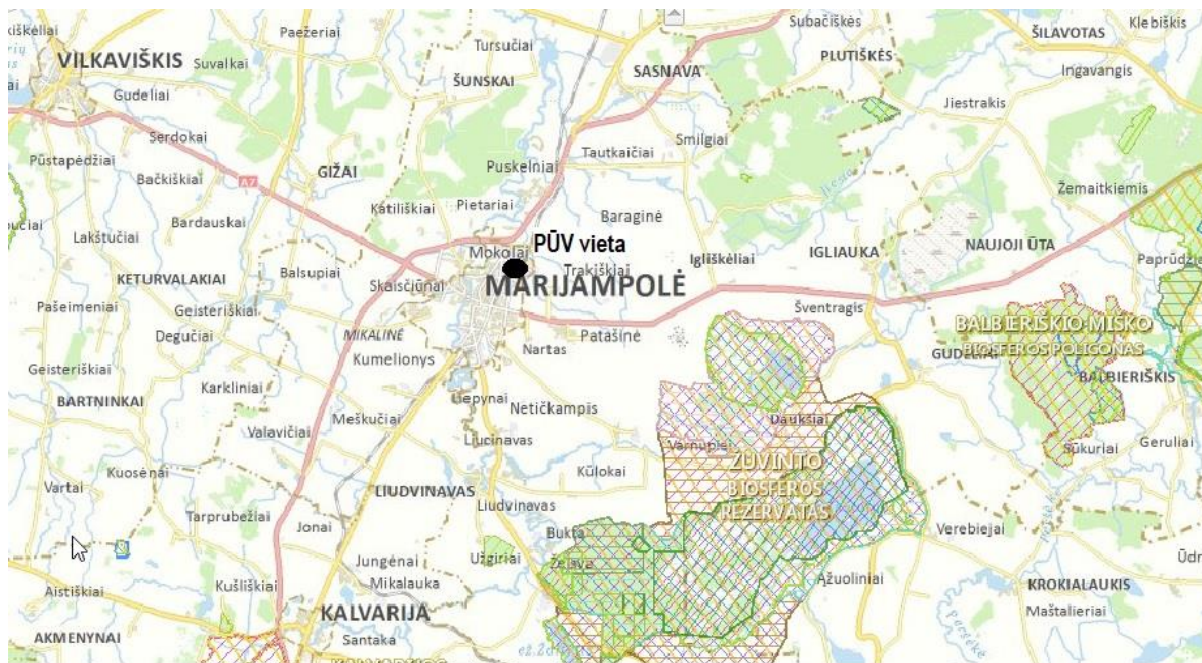 Subačiškės
Klebiškis
Paežeriai
ŠILAVOTAS
Tursučiai
PLUTIŠKĖS
VILKAVIŠKIS
Suvalkai
SASNAVA
Ingavangis
ŠUNSKAI
Gudeliai
Jiestrakis
Serdokai
Smilgiai
Pūstapėdžiai
Tautkaičiai
Puskelniai
GIŽAI
Bačkiškiai
A7
Žemaitkiemis
Katiliškiai
Pietariai
Baraginė
Bardauskai
Lakštučiai
PŪV vieta
NAUJOJI ŪTA
Mokolai
IGLIAUKA
Igliškėliai
Trakiškiai
KETURVALAKIAI
Balsupiai
Skaisčiūnai
MARIJAMPOLĖ
Pašeimeniai
Geisteriškiai
Šventragis
MIKALINĖ
Patašinė
BALBIERIŠKIO MIŠKO
BIOSFEROS POLIGONAS
Degučiai
Nartas
GUDELIAI
Kumelionys
Geisteriškiai
BALBIERIŠKIS
Karkliniai
BARTNINKAI
Liepynai
Netičkampis
Meškučiai
Daukšiai
Valavičiai
Liucinavas
Varnupiai
Geruliai
Sūkuriai
ŽUVINTO
BIOSFEROS
REZERVATAS
Kuosėnai
Kūlokai
Vartai
LIUDVINAVAS
Tarprubežiai
Liudvinavas
Jonai
Bukta
Verebiejai
Jungėnai
Užgiriai
Želsva
Aistiškiai
Kušliškiai
Mikalauka
Ąžuoliniai
KROKIALAUKIS
KALVARIJA
Maštalieriai
AKMENYNAI
Santaka